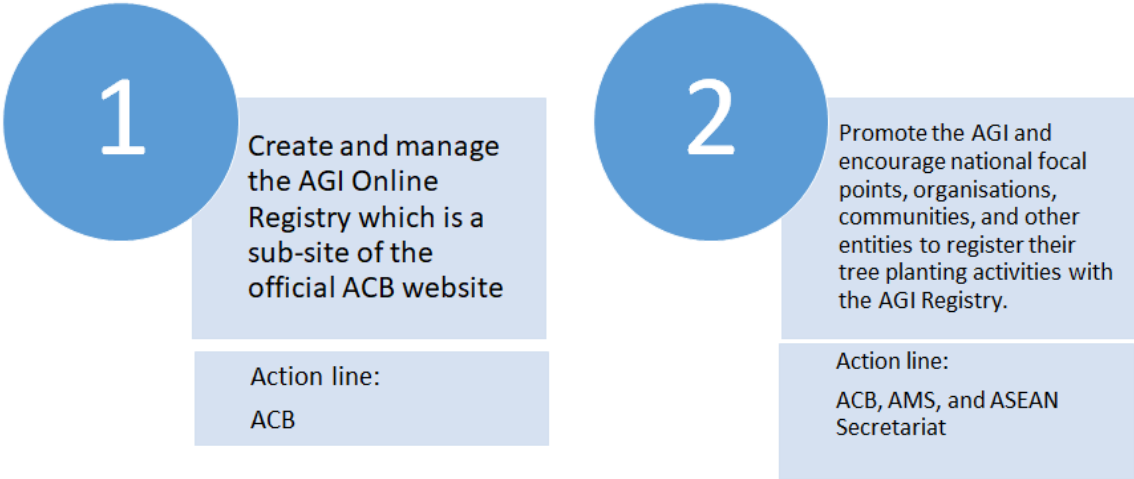 1
Create and manage
the AGI Online
Registry which is a
sub-site of the
official ACB website
Action line:
ACB
2
Promote the AGI and
encourage national focal
points, organisations,
communities, and other
entities to register their
tree planting activities with
the AGI Registry.
Action line:
ACB, AMS, and ASEAN
Secretariat